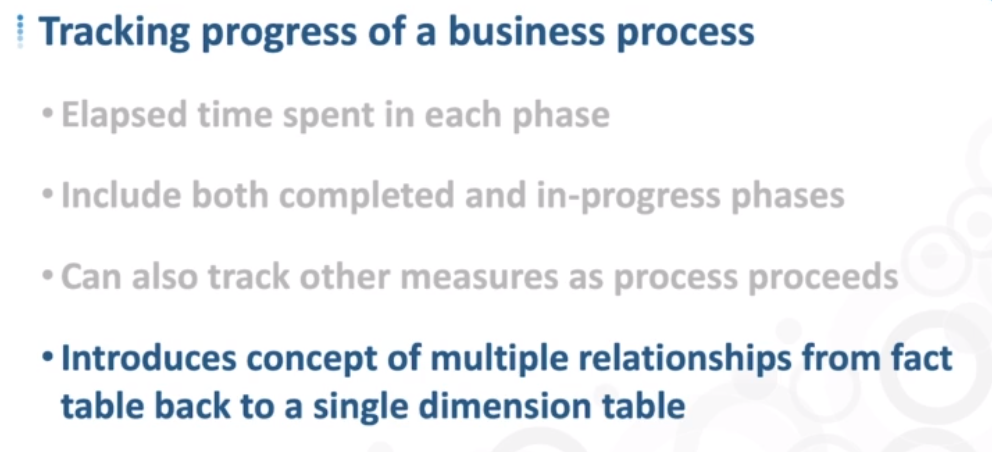 Tracking progress of a business process
• Elapsed time spent in each phase
• Include both completed and in-progress phases
• Can also track other measures as process proceeds
• Introduces concept of multiple relationships from fact
table back to a single dimension table